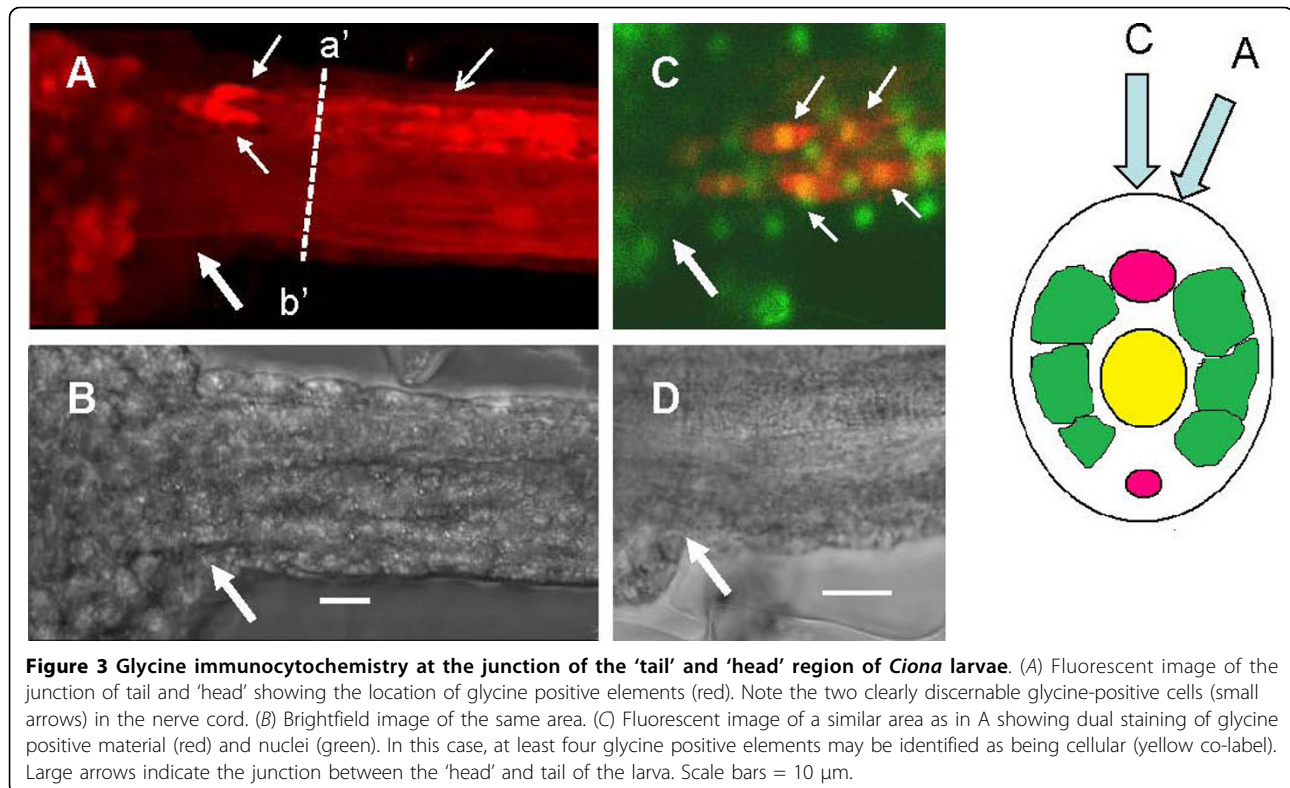 A
a'
b'
C
B
D
C
A
Figure 3 Glycine immunocytochemistry at the junction of the ‘tail’ and ‘head’ region of Ciona larvae. (A) Fluorescent image of the
junction of tail and ‘head’ showing the location of glycine positive elements (red). Note the two clearly discernable glycine-positive cells (small
arrows) in the nerve cord. (B) Brightfield image of the same area. (C) Fluorescent image of a similar area as in A showing dual staining of glycine
positive material (red) and nuclei (green). In this case, at least four glycine positive elements may be identified as being cellular (yellow co-label).
Large arrows indicate the junction between the ‘head’ and tail of the larva. Scale bars = 10 μm.